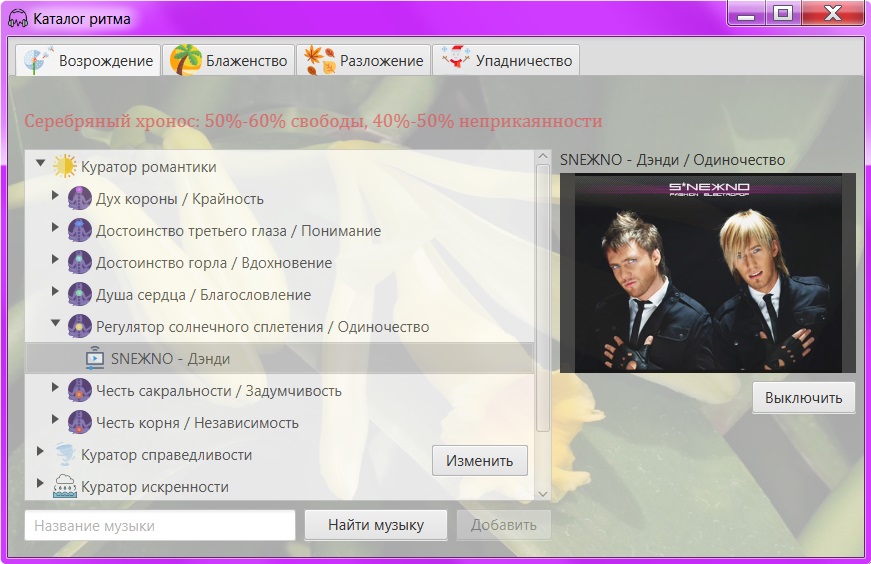 Каталог ритма
Возрождение
Блаженство
Разложение
Упадничество
Серебряный хронос: 50%-60% свободы, 40%-50% неприкаянности
SNEЖNO - Дэнди / Одиночество
Куратор романтики
Дух короны / Крайность
Достоинство третьего глаза / Понимание
Достоинство горла / Вдохновение
Душа сердца / Благословление
Регулятор солнечного сплетения / Одиночество
SNEЖNO - Дэнди
Честь сакральности / Задумчивость
Честь корня / Независимость
Куратор справедливости
Куратор искренности
S*NEЖNO
FASHION ELECTROPOP
Выключить
Изменить
Название музыки
Найти музыку
Добавить